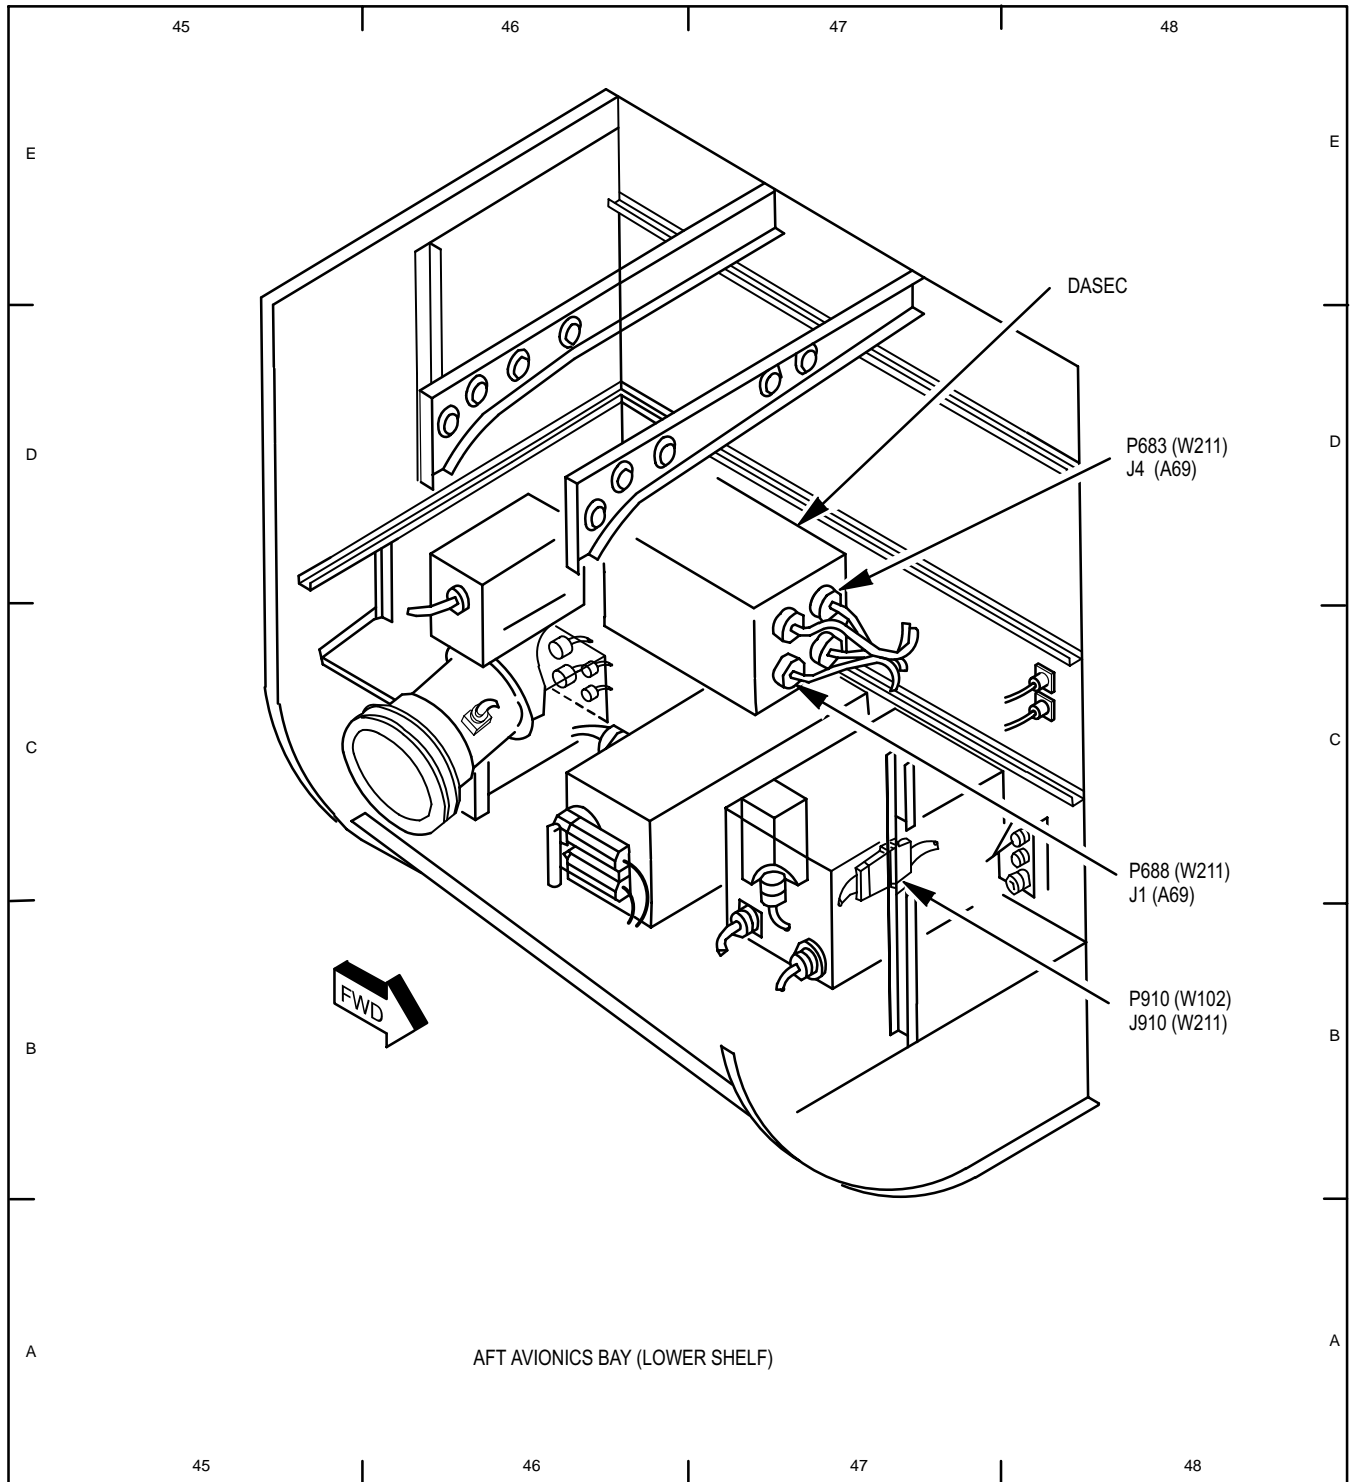 45 46 47 48
E E
DASEC
D D
P683 (W211)
J4 (A69)
C C
P688 (W211)
J1 (A69)
FWD
P910 (W102)
J910 (W211)
B B
A A
AFT AVIONICS BAY (LOWER SHELF)
45 46 47 48